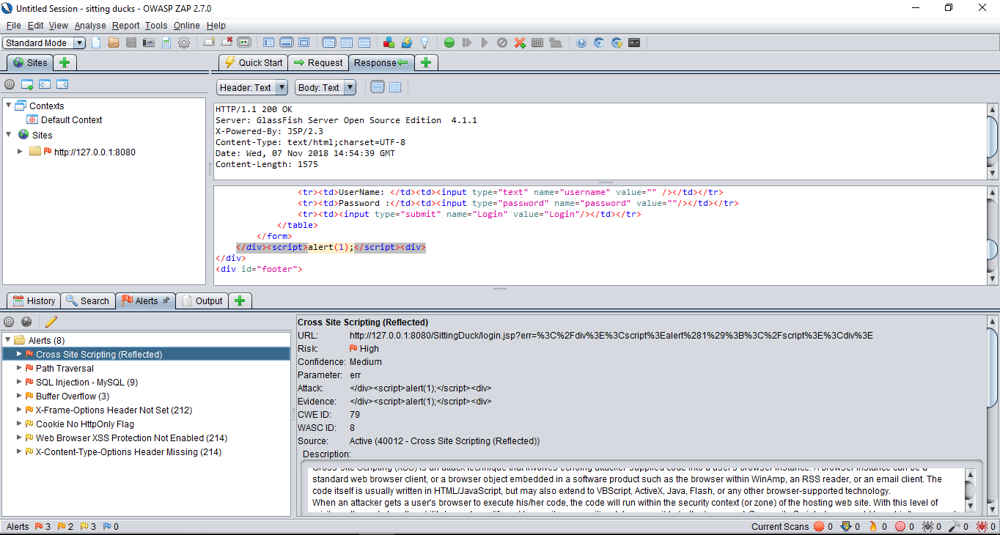 Untitled Session - sitting ducks - OWASP ZAP 2.7.0
File Edit View Analyse Report Tools Online Help
Standard Mode
Sites
Quick Start
Request
Response
Header: Text
Body: Text
Contexts
Default Context
Sites
http://127.0.0.1:8080
HTTP/1.1 200 OK
Server: GlassFish Server Open Source Edition  4.1.1
X-Powered-By: JSP/2.3
Content-Type: text/html;charset=UTF-8
Date: Wed, 07 Nov 2018 14:54:39 GMT
Content-Length: 1575
<tr><td>UserName: </td><td><input type="text" name="username" value="" /></td></tr>
<tr><td>Password :</td><td><input type="password" name="password" value=""/></td></tr>
<tr><td><input type="submit" name="Login" value="Login"/></td></tr>
</table>
</form>
</div><script>alert(1);</script><div>
</div>
<div id="footer">
History
Search
Alerts
Output
Alerts (8)
Cross Site Scripting (Reflected)
Path Traversal
SQL Injection - MySQL (9)
Buffer Overflow (3)
X-Frame-Options Header Not Set (212)
Cookie No HttpOnly Flag
Web Browser XSS Protection Not Enabled (214)
X-Content-Type-Options Header Missing (214)
Cross Site Scripting (Reflected)
URL: http://127.0.0.1:8080/SittingDuck/login.jsp?err=%3C%2Fdiv%3E%3Cscript%3Ealert%281%29%3B%3C%2Fscript%3E%3Cdiv%3E
Risk: High
Confidence: Medium
Parameter: err
Attack: </div><script>alert(1);</script><div>
Evidence: </div><script>alert(1);</script><div>
CWE ID: 79
WASC ID: 8
Source: Active (40012 - Cross Site Scripting (Reflected))
Description:
Cross-site Scripting (XSS) is an attack technique that involves echoing attacker-supplied code into a user's browser instance. A browser instance can be a
standard web browser client, or a browser object embedded in a software product such as the browser within WinAmp, an RSS reader, or an email client. The
code itself is usually written in HTML/JavaScript, but may also extend to VBScript, ActiveX, Java, Flash, or any other browser-supported technology.
When an attacker gets a user's browser to execute his/her code, the code will run within the security context (or zone) of the hosting web site. With this level of
Alerts 3 2 3 0
Current Scans 0 0 0 0 0 0 0